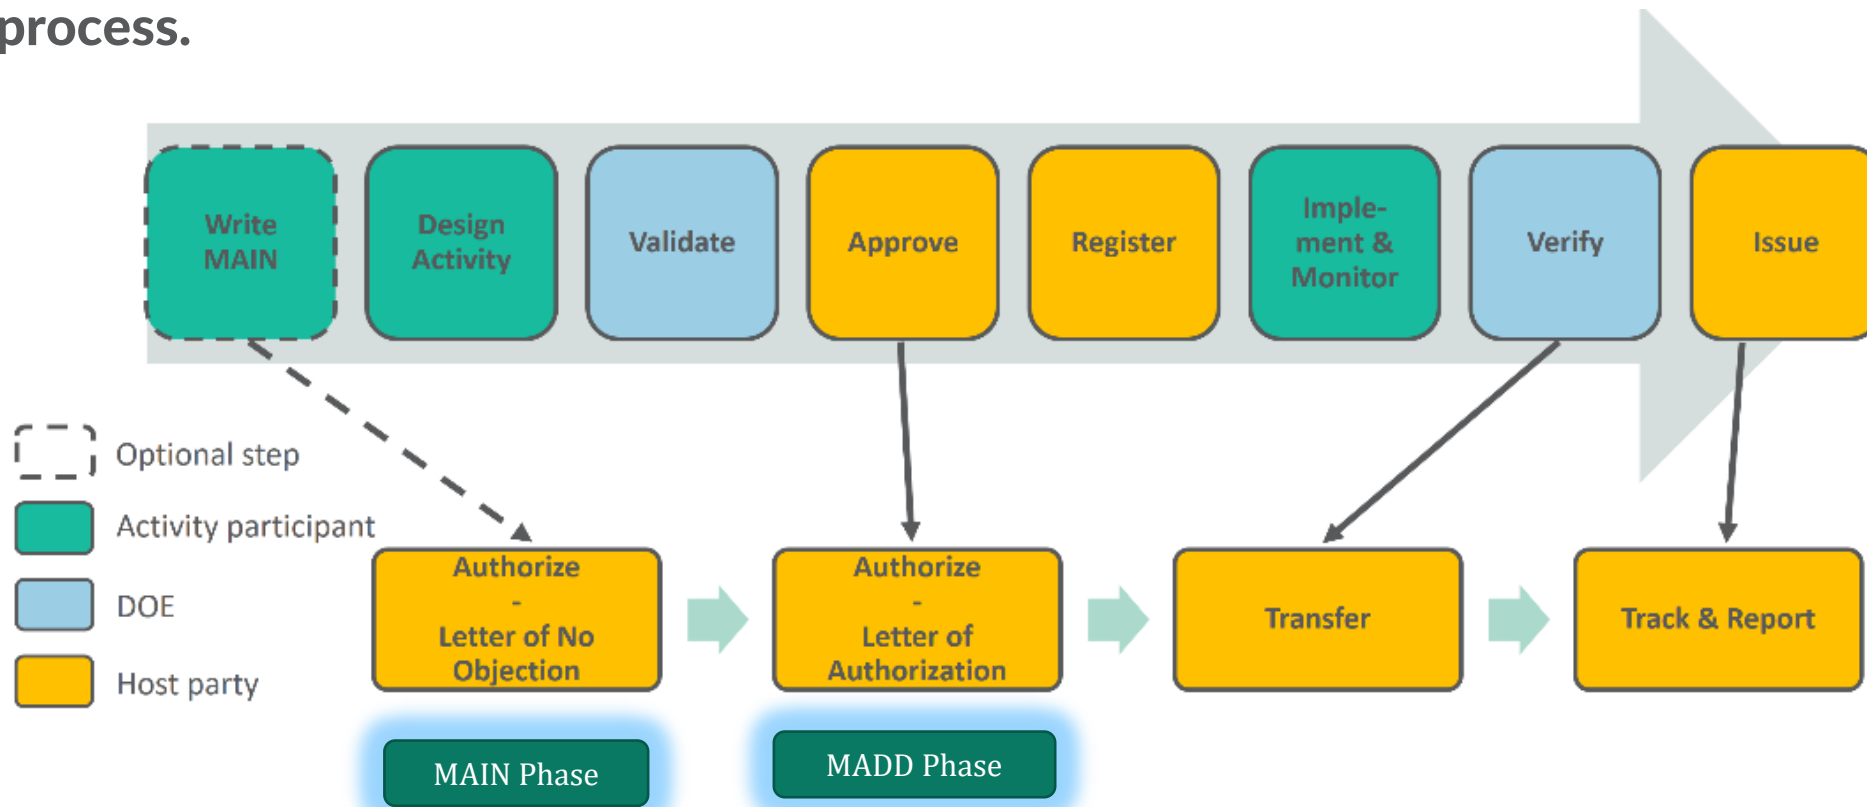 process.
Write
MAIN
Design
Activity
Validate
Approve
Register
Imple-
ment &
Monitor
Verify
Issue
Optional step
Activity participant
DOE
Host party
Authorize
-
Letter of No
Objection
Authorize
-
Letter of
Authorization
Transfer
Track & Report
MAIN Phase
MADD Phase